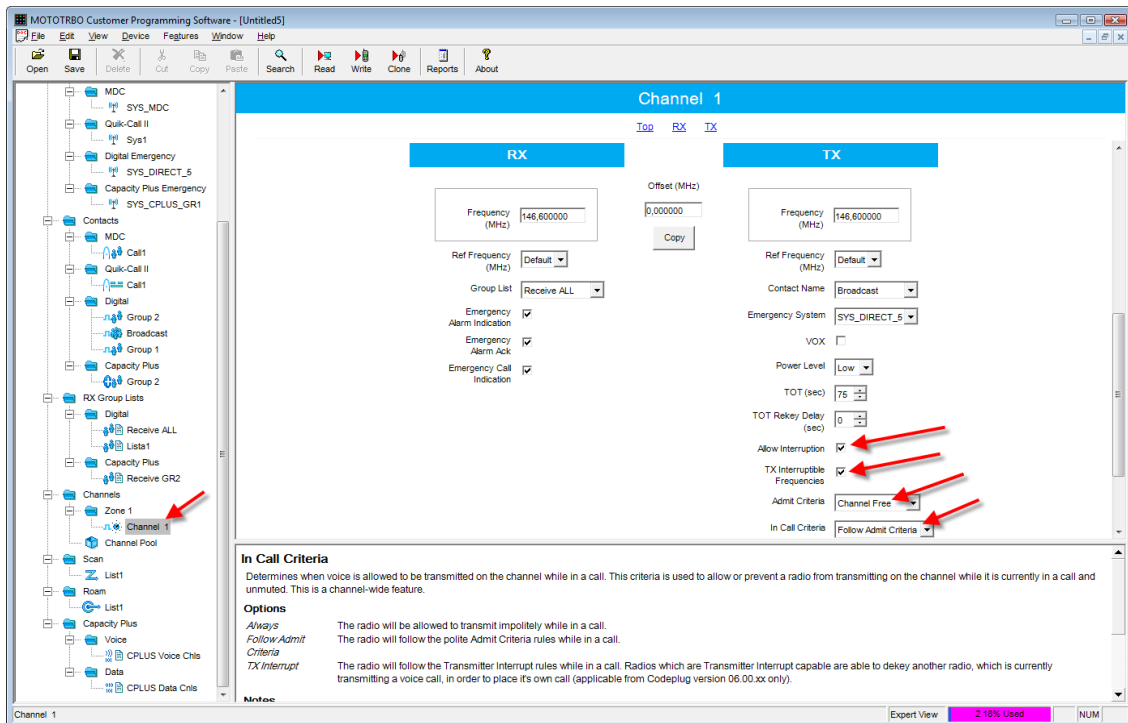 MOTOTRBO Customer Programming Software - [Untitled5]
File Edit View Device Features Window Help
Open Save Delete Cut Copy Paste Search Read Write Clone Reports About
MDC
SYS_MDC
Quik-Call II
Sys1
Digital Emergency
SYS_DIRECT_5
Capacity Plus Emergency
SYS_CPLUS_GR1
Contacts
MDC
Call1
Quik-Call II
Call1
Digital
Group 2
Broadcast
Group 1
Capacity Plus
Group 2
RX Group Lists
Digital
Receive ALL
Lista1
Capacity Plus
Receive GR2
Channels
Zone 1
Channel 1
Channel Pool
Scan
List1
Roam
List1
Capacity Plus
Voice
CPLUS Voice Chls
Data
CPLUS Data Cnls
Channel 1
Top RX TX
RX
Frequency (MHz) 146,600000
Ref Frequency (MHz) Default
Group List Receive ALL
Emergency Alarm Indication
Emergency Alarm Ack
Emergency Call Indication
Offset (MHz)
0,000000
Copy
TX
Frequency (MHz) 146,600000
Ref Frequency (MHz) Default
Contact Name Broadcast
Emergency System SYS_DIRECT_5
VOX
Power Level Low
TOT (sec) 75
TOT Rekey Delay (sec) 0
Allow Interruption
TX Interruptible Frequencies
Admit Criteria Channel Free
In Call Criteria Follow Admit Criteria
In Call Criteria
Determines when voice is allowed to be transmitted on the channel while in a call. This criteria is used to allow or prevent a radio from transmitting on the channel while it is currently in a call and
unmuted. This is a channel-wide feature.
Options
Always The radio will be allowed to transmit impolitely while in a call.
Follow Admit Criteria The radio will follow the polite Admit Criteria rules while in a call.
TX Interrupt The radio will follow the Transmitter Interrupt rules while in a call. Radios which are Transmitter Interrupt capable are able to dekey another radio, which is currently
transmitting a voice call, in order to place it's own call (applicable from Codeplug version 06.00.xx only).
Notes
Channel 1 Expert View 2.16% Used NUM